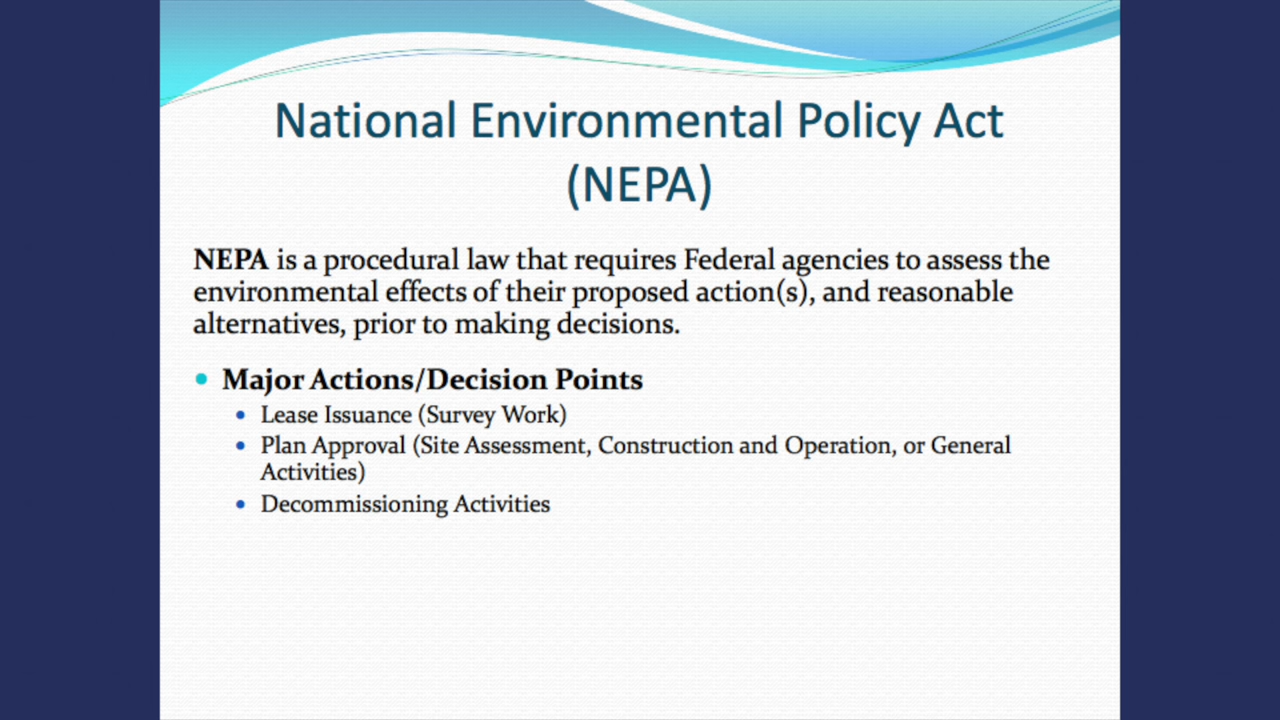 National Environmental Policy Act
(NEPA)
NEPA is a procedural law that requires Federal agencies to assess the
environmental effects of their proposed action(s), and reasonable
alternatives, prior to making decisions.
• Major Actions/Decision Points
• Lease Issuance (Survey Work)
• Plan Approval (Site Assessment, Construction and Operation, or General
Activities)
• Decommissioning Activities